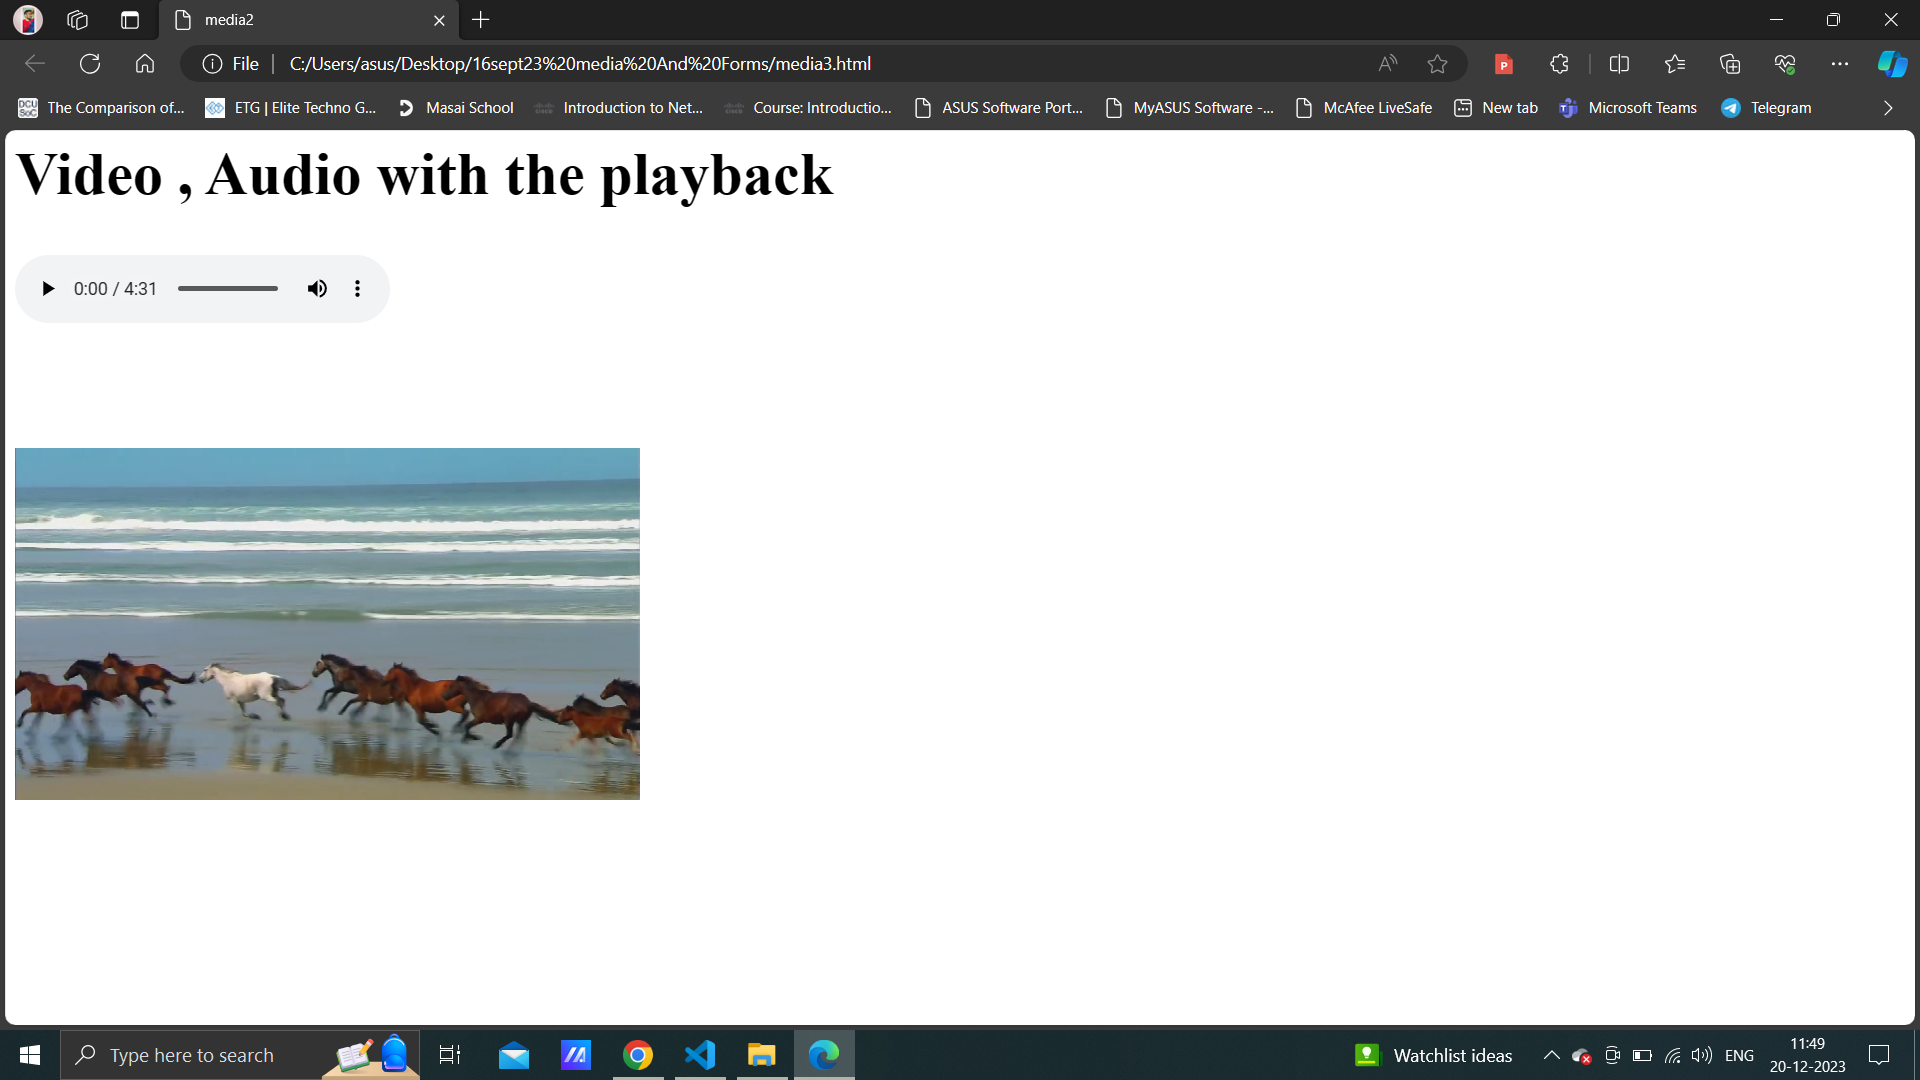 media2
File
C:/Users/asus/Desktop/16sept23%20media%20And%20Forms/media3.html
The Comparison of...
ETG | Elite Techno G...
Masai School
Introduction to Net...
Course: Introductio...
ASUS Software Port...
MyASUS Software -...
McAfee LiveSafe
New tab
Microsoft Teams
Telegram
Video , Audio with the playback
0:00 / 4:31
Type here to search
Watchlist ideas
ENG
11:49
20-12-2023